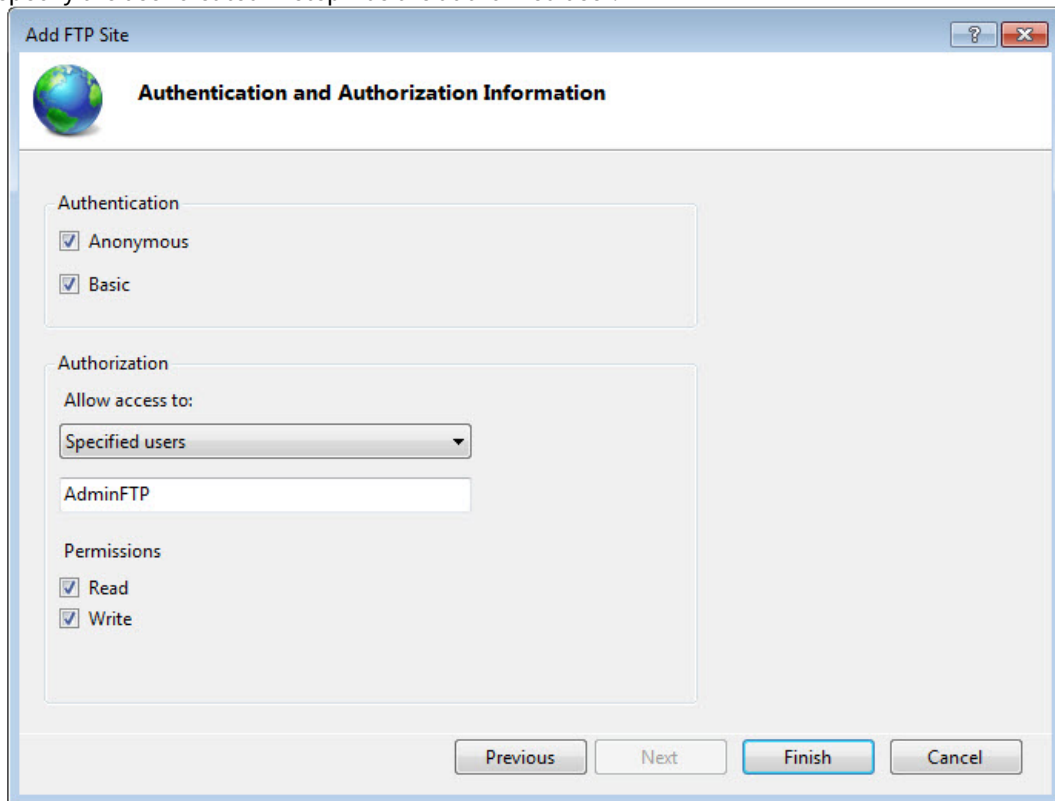 Add FTP Site
Authentication and Authorization Information
Authentication
Anonymous
Basic
Authorization
Allow access to:
Specified users
AdminFTP
Permissions
Read
Write
Previous Next Finish Cancel